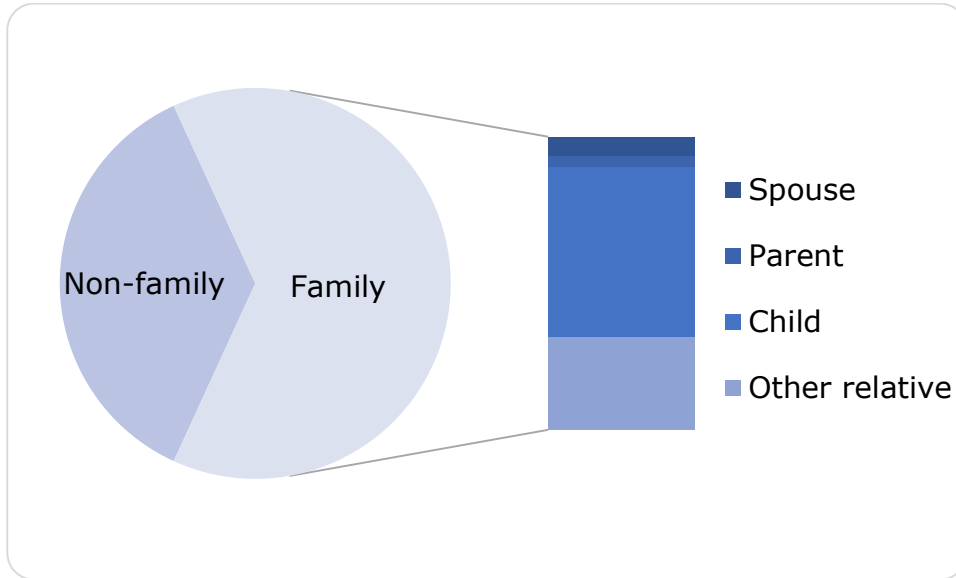 Non-family
Family
Spouse
Parent
Child
Other relative